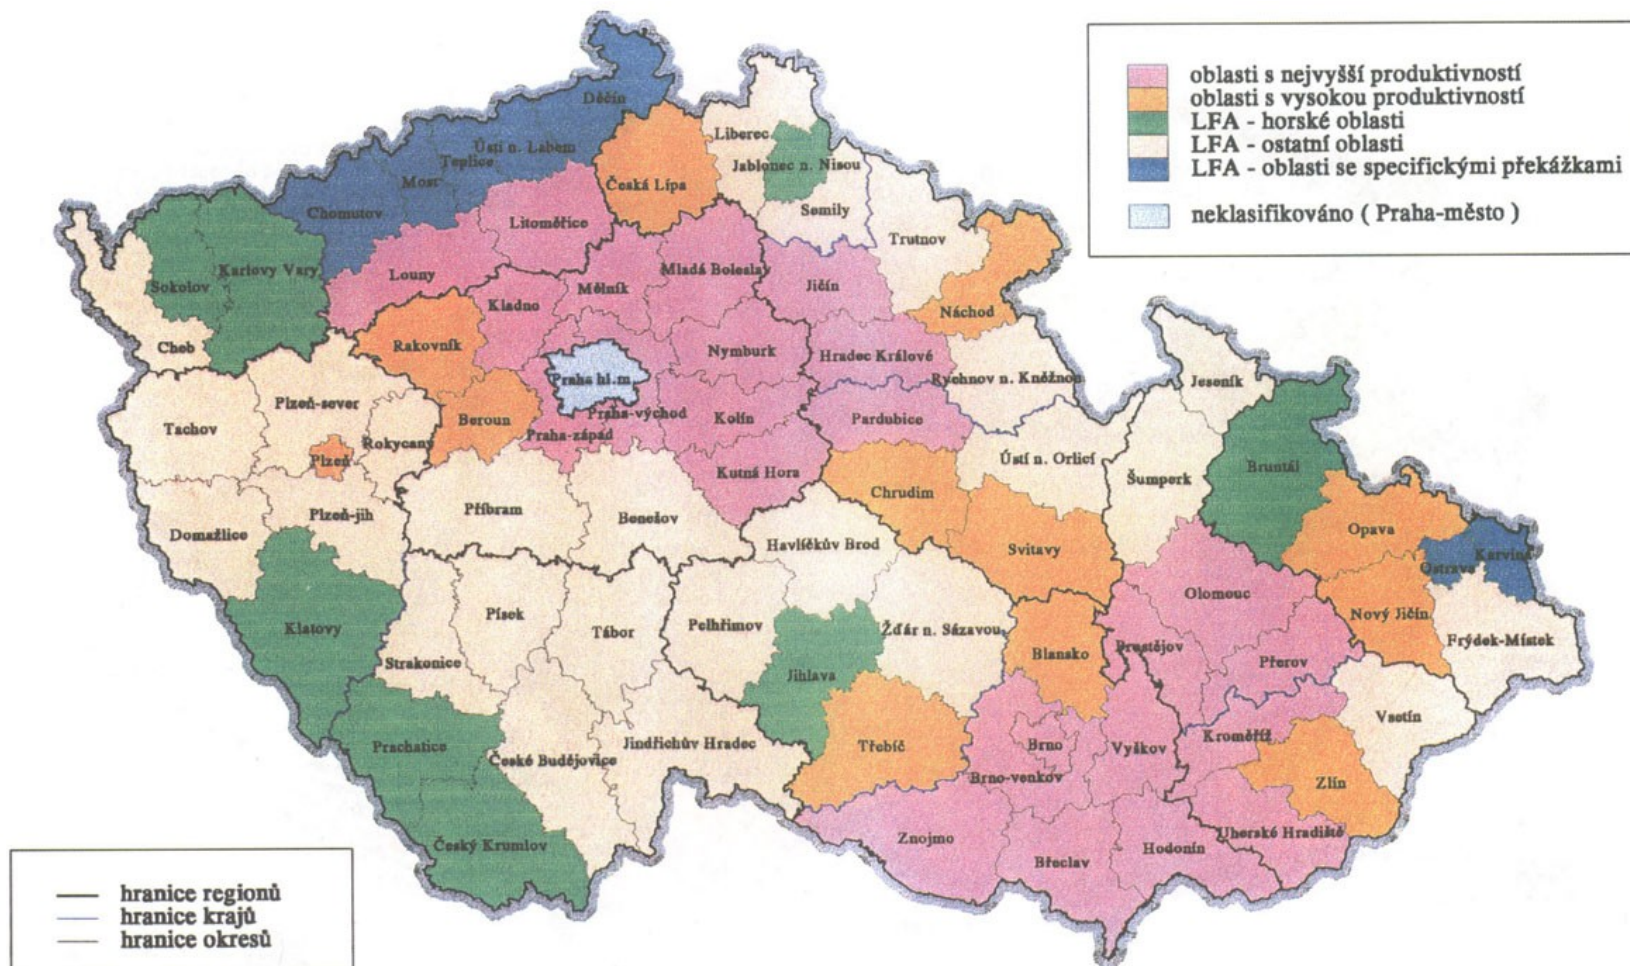 oblasti s nejvyšší produktivností
oblasti s vysokou produktivností
LFA - horské oblasti
LFA - ostatní oblasti
LFA - oblasti se specifickými překážkami
neklasifikováno ( Praha-město )
Děčín
Liberec
Ústí n. Labem
Teplice
Jablonec n. Nisou
Most
Česká Lípa
Chomutov
Semily
Litoměřice
Trutnov
Karlovy Vary
Louny
Mladá Boleslav
Sokolov
Mělník
Jičín
Kladno
Náchod
Cheb
Rakovník
Nymburk
Hradec Králové
Jeseník
Praha hl.m.
Rychnov n. Kněžnou
Plzeň-sever
Praha-východ
Tachov
Beroun
Kolín
Pardubice
Rokycany
Praha-západ
Plzeň
Kutná Hora
Ústí n. Orlicí
Bruntál
Šumperk
Chrudim
Plzeň-jih
Příbram
Benešov
Domažlice
Opava
Havlíčkův Brod
Svitavy
Karviná
Ostrava
Olomouc
Nový Jičín
Písek
Klatovy
Tábor
Pelhřimov
Žďár n. Sázavou
Frýdek-Místek
Prostějov
Blansko
Strakonice
Přerov
Jihlava
Vsetín
Kroměříž
Prachatice
Jindřichův Hradec
Třebíč
Brno
Vyškov
České Budějovice
Brno-venkov
Zlín
Uherské Hradiště
Znojmo
Český Krumlov
Hodonín
Břeclav
hranice regionů
hranice krajů
hranice okresů